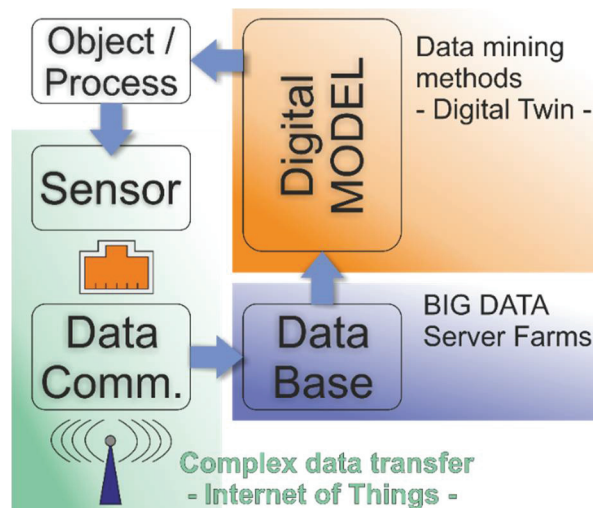 Object /
Process
Sensor
Data
Comm.
Data
Base
Digital
MODEL
Data mining
methods
- Digital Twin -
BIG DATA
Server Farms
Complex data transfer
- Internet of Things -